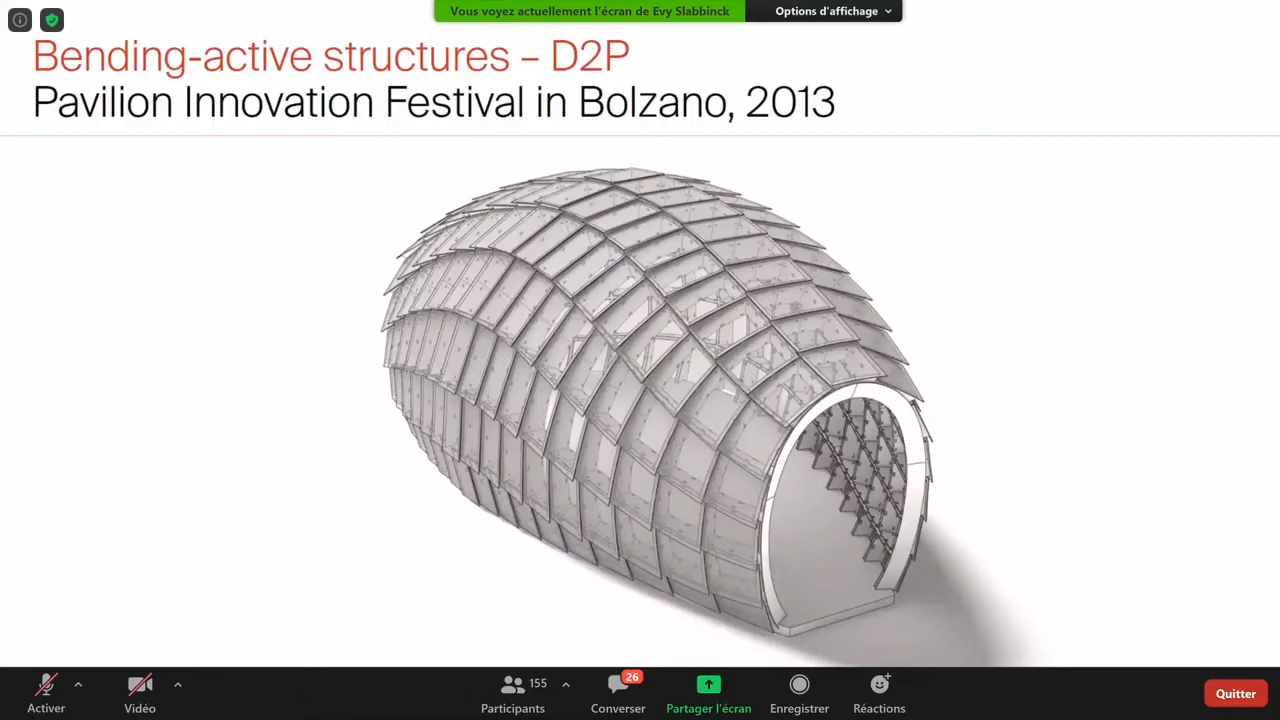 Vous voyez actuellement l'écran de Evy Slabbinck
Options d'affichage
Bending-active structures – D2P
Pavilion Innovation Festival in Bolzano, 2013
Activer
Vidéo
155
Participants
26
Converser
Partager l'écran
Enregistrer
Réactions
Quitter